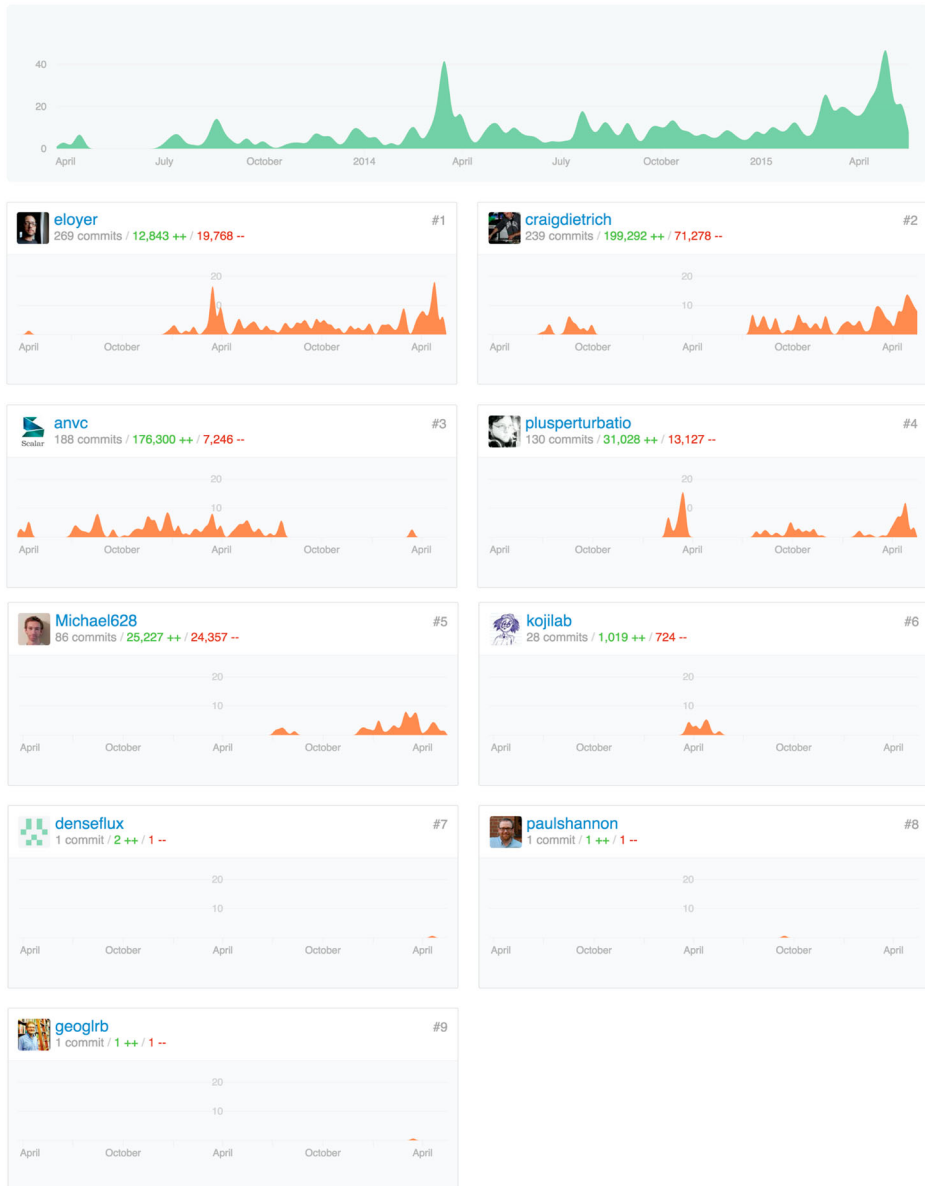 40
20
0
April July October 2014 April July October 2015 April
eloyer #1
269 commits / 12,843 ++ / 19,768 --
20
0
April October April October April
craigdietrich #2
239 commits / 199,292 ++ / 71,278 --
20
10
April October April October April
anvc #3
Scalar
188 commits / 176,300 ++ / 7,246 --
20
10
April October April October April
plusperturbatio #4
130 commits / 31,028 ++ / 13,127 --
20
0
April October April October April
Michael628 #5
86 commits / 25,227 ++ / 24,357 --
20
10
April October April October April
kojilab #6
28 commits / 1,019 ++ / 724 --
20
10
April October April October April
denseflux #7
1 commit / 2 ++ / 1 --
20
10
April October April October April
paulshannon #8
1 commit / 1 ++ / 1 --
20
10
April October April October April
geoglrb #9
1 commit / 1 ++ / 1 --
20
10
April October April October April